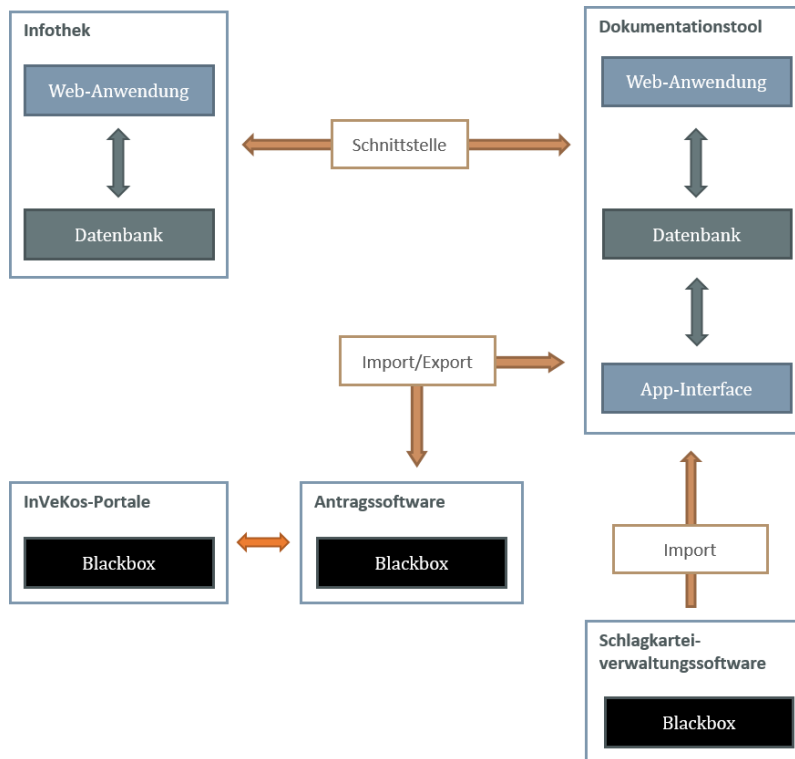 Infothek
Web-Anwendung
Datenbank
Schnittstelle
Dokumentationstool
Web-Anwendung
Datenbank
App-Interface
Import/Export
InVeKos-Portale
Blackbox
Antragssoftware
Blackbox
Import
Schlagkartei-
verwaltungssoftware
Blackbox